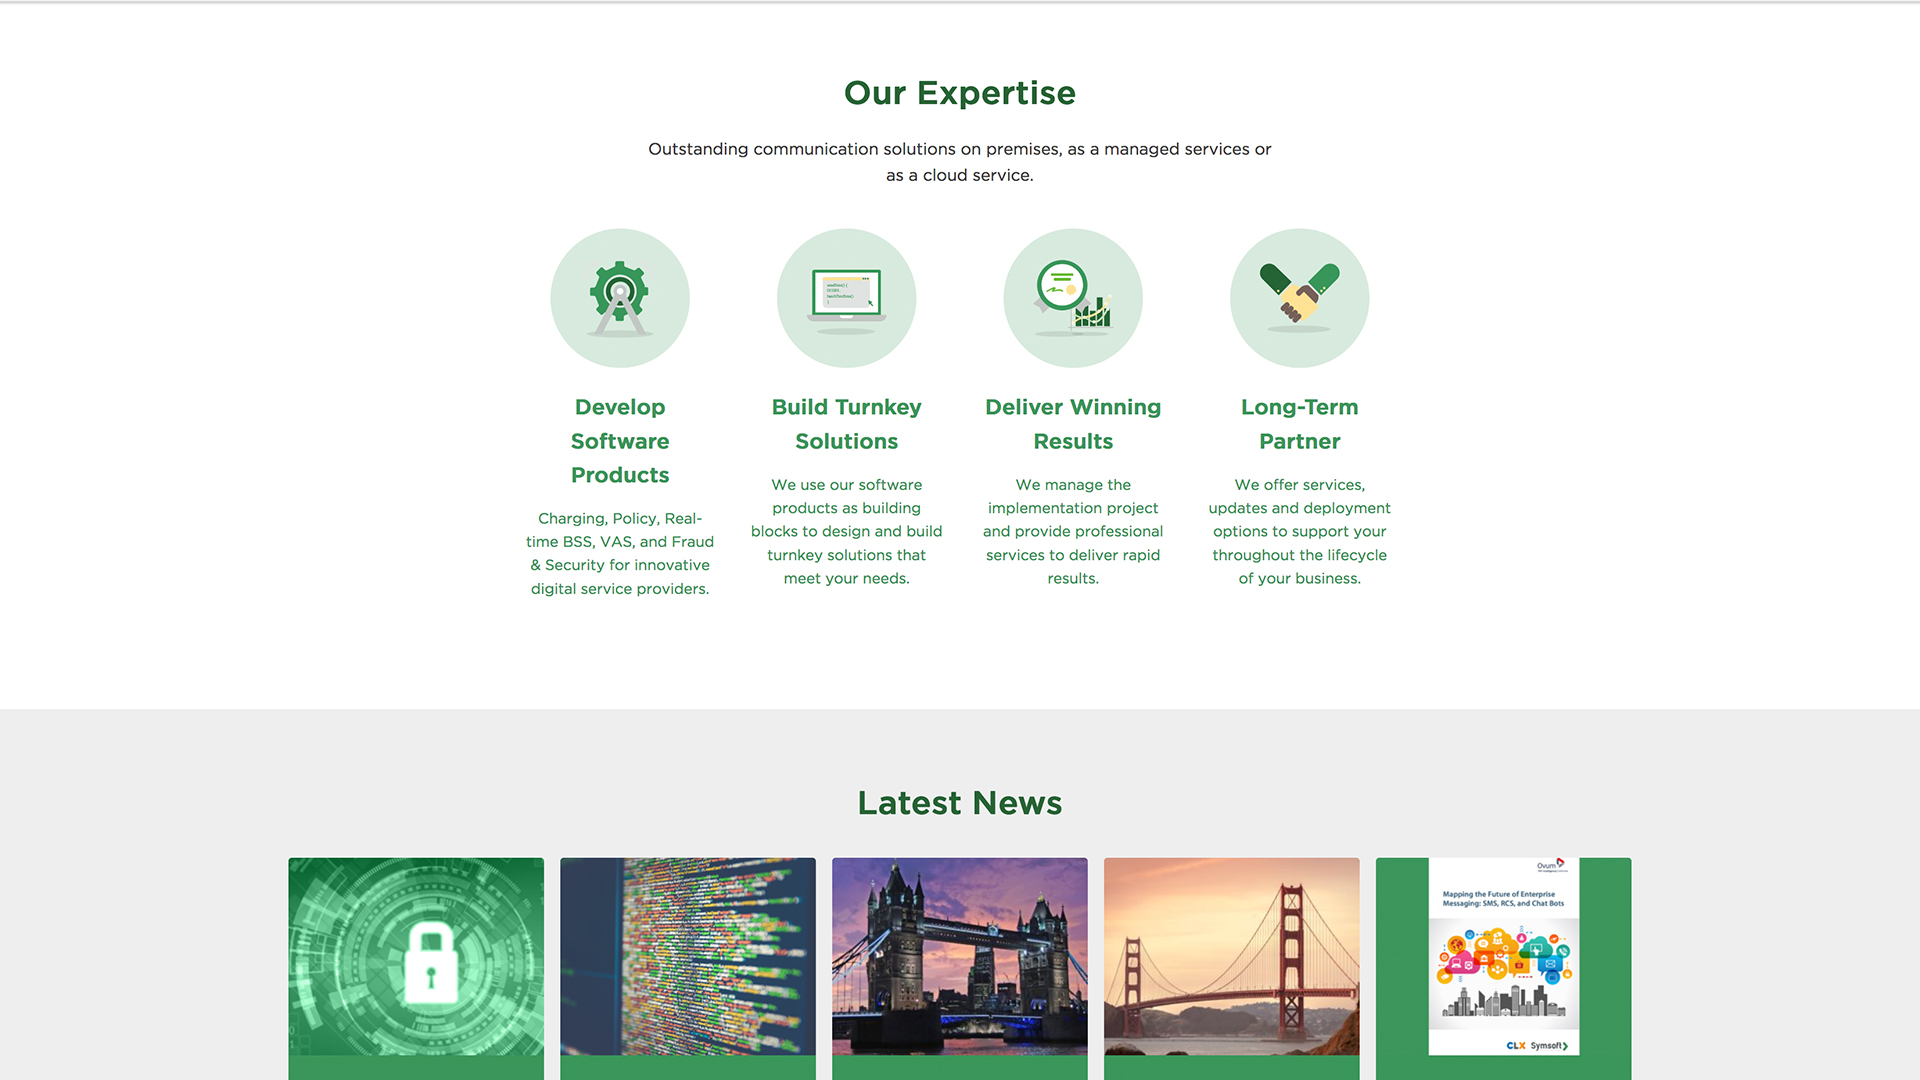 Our Expertise
Outstanding communication solutions on premises, as a managed services or
as a cloud service.
Develop
Software
Products
Charging, Policy, Real-
time BSS, VAS, and Fraud
& Security for innovative
digital service providers.
Build Turnkey
Solutions
We use our software
products as building
blocks to design and build
turnkey solutions that
meet your needs.
Deliver Winning
Results
We manage the
implementation project
and provide professional
services to deliver rapid
results.
Long-Term
Partner
We offer services,
updates and deployment
options to support your
throughout the lifecycle
of your business.
Latest News
Ovum
Mapping the Future of Enterprise
Messaging: SMS, RCS, and Chat Bots
CLX Symsoft